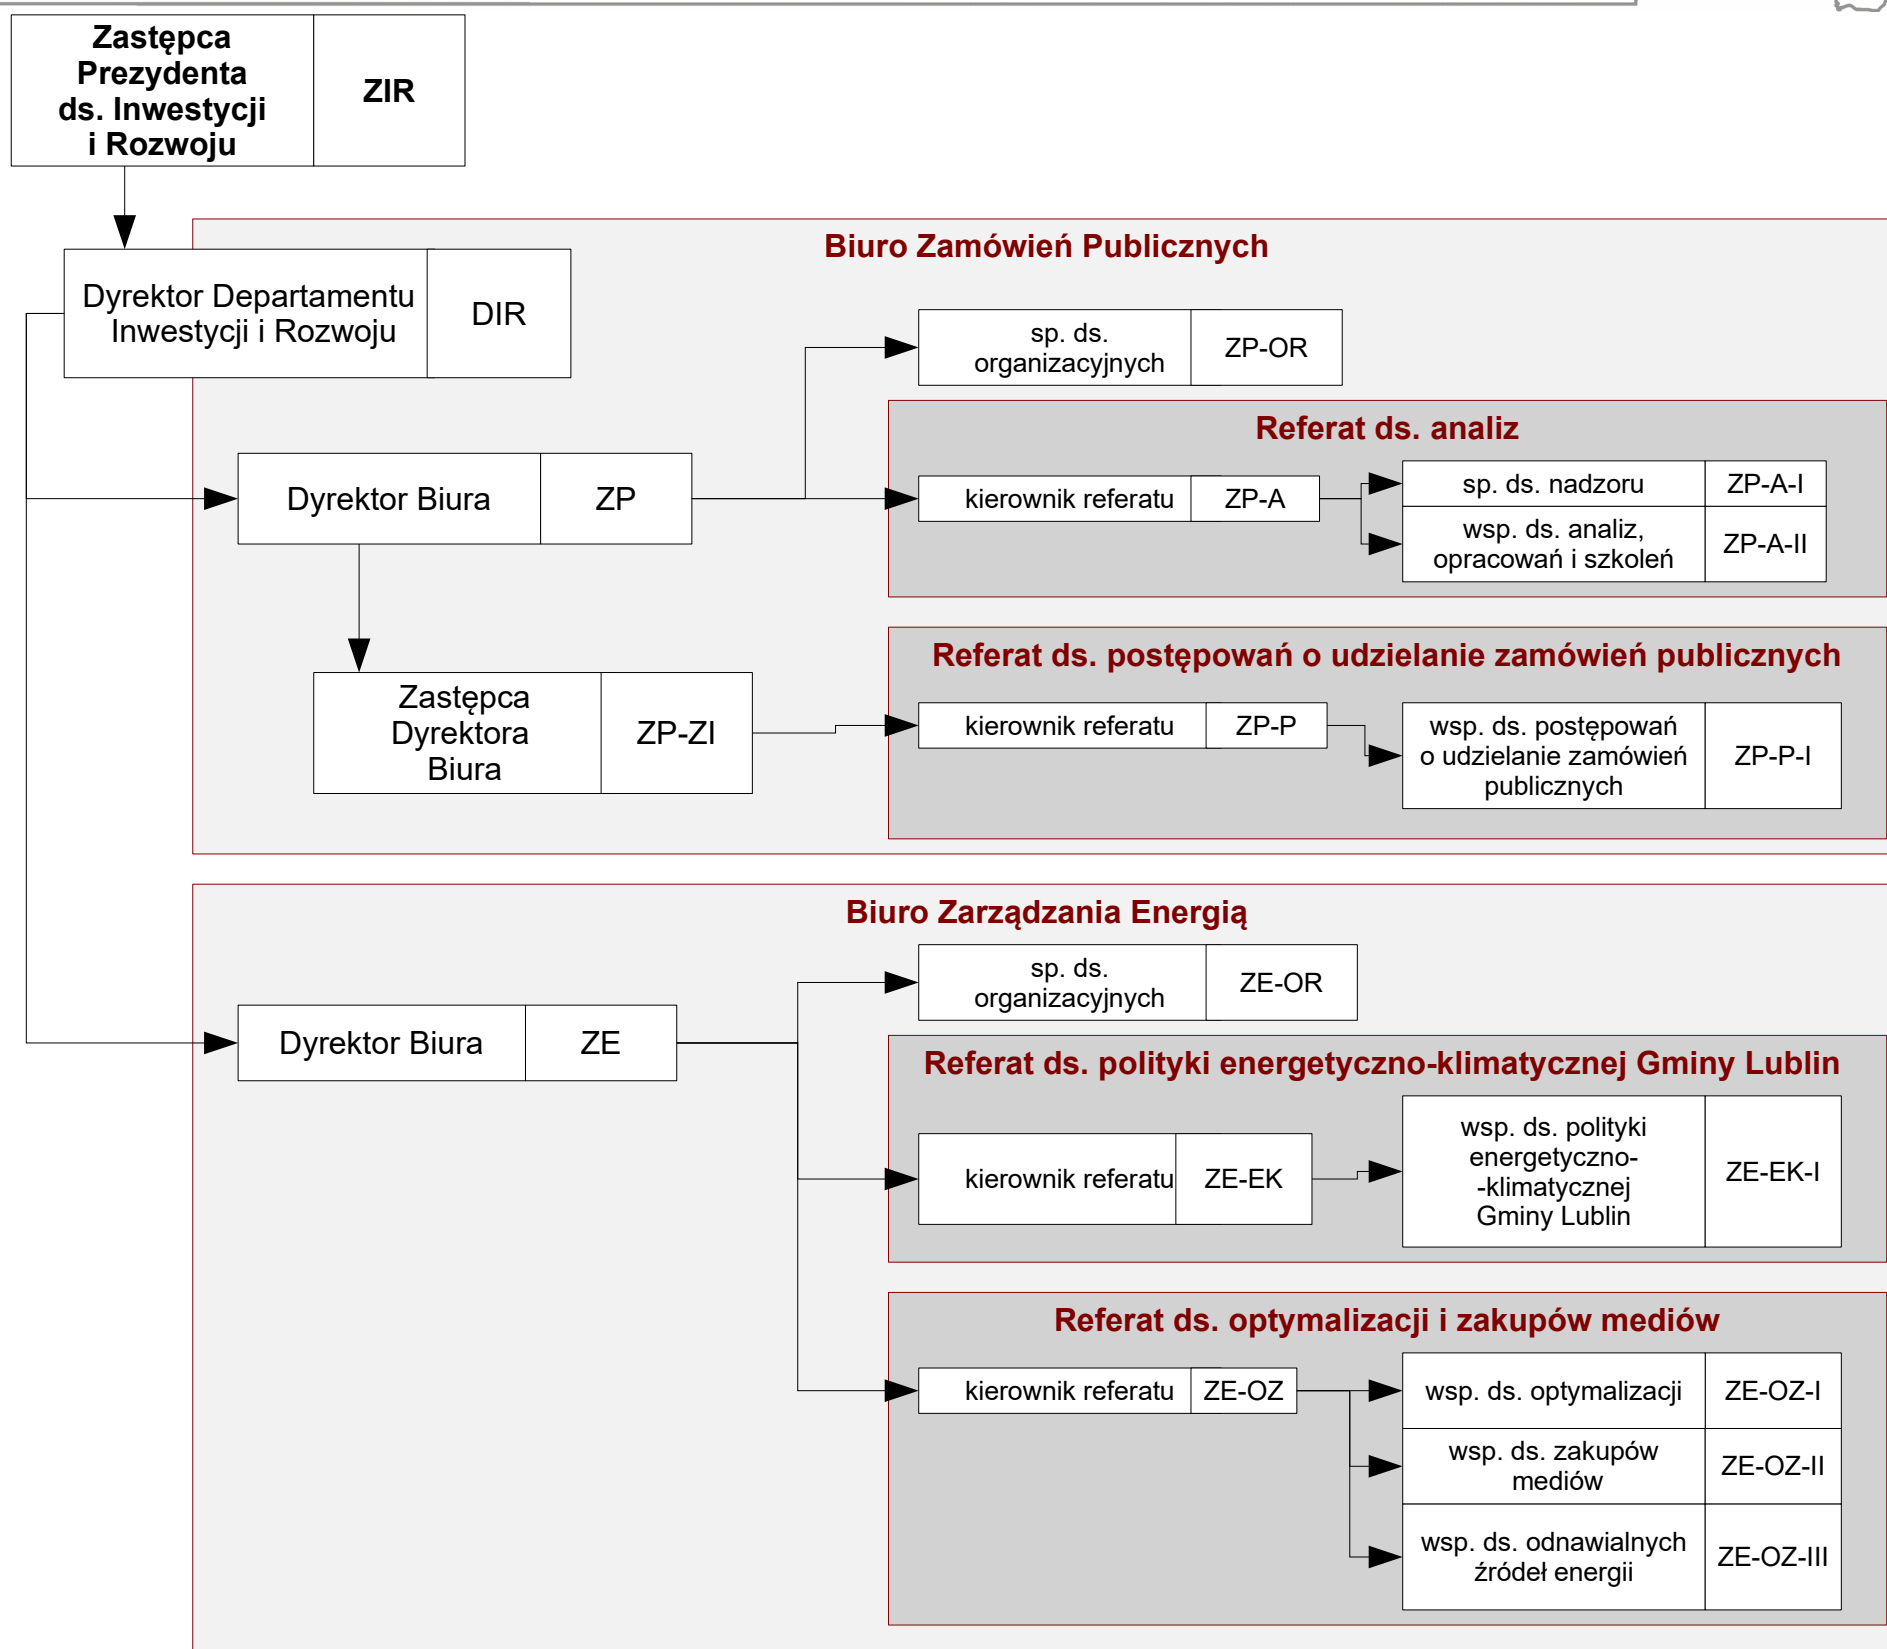 Zastępca
Prezydenta
ds. Inwestycji
i Rozwoju
ZIR
Biuro Zamówień Publicznych
Dyrektor Departamentu
Inwestycji i Rozwoju
DIR
sp. ds.
organizacyjnych
ZP-OR
Referat ds. analiz
Dyrektor Biura
ZP
kierownik referatu
ZP-A
sp. ds. nadzoru
ZP-A-I
wsp. ds. analiz,
opracowań i szkoleń
ZP-A-II
Referat ds. postępowań o udzielanie zamówień publicznych
Zastępca
Dyrektora
Biura
ZP-ZI
kierownik referatu
ZP-P
wsp. ds. postępowań
o udzielanie zamówień
publicznych
ZP-P-I
Biuro Zarządzania Energią
sp. ds.
organizacyjnych
ZE-OR
Dyrektor Biura
ZE
Referat ds. polityki energetyczno-klimatycznej Gminy Lublin
kierownik referatu
ZE-EK
wsp. ds. polityki
energetyczno-
-klimatycznej
Gminy Lublin
ZE-EK-I
Referat ds. optymalizacji i zakupów mediów
kierownik referatu
ZE-OZ
wsp. ds. optymalizacji
ZE-OZ-I
wsp. ds. zakupów
mediów
ZE-OZ-II
wsp. ds. odnawialnych
źródeł energii
ZE-OZ-III